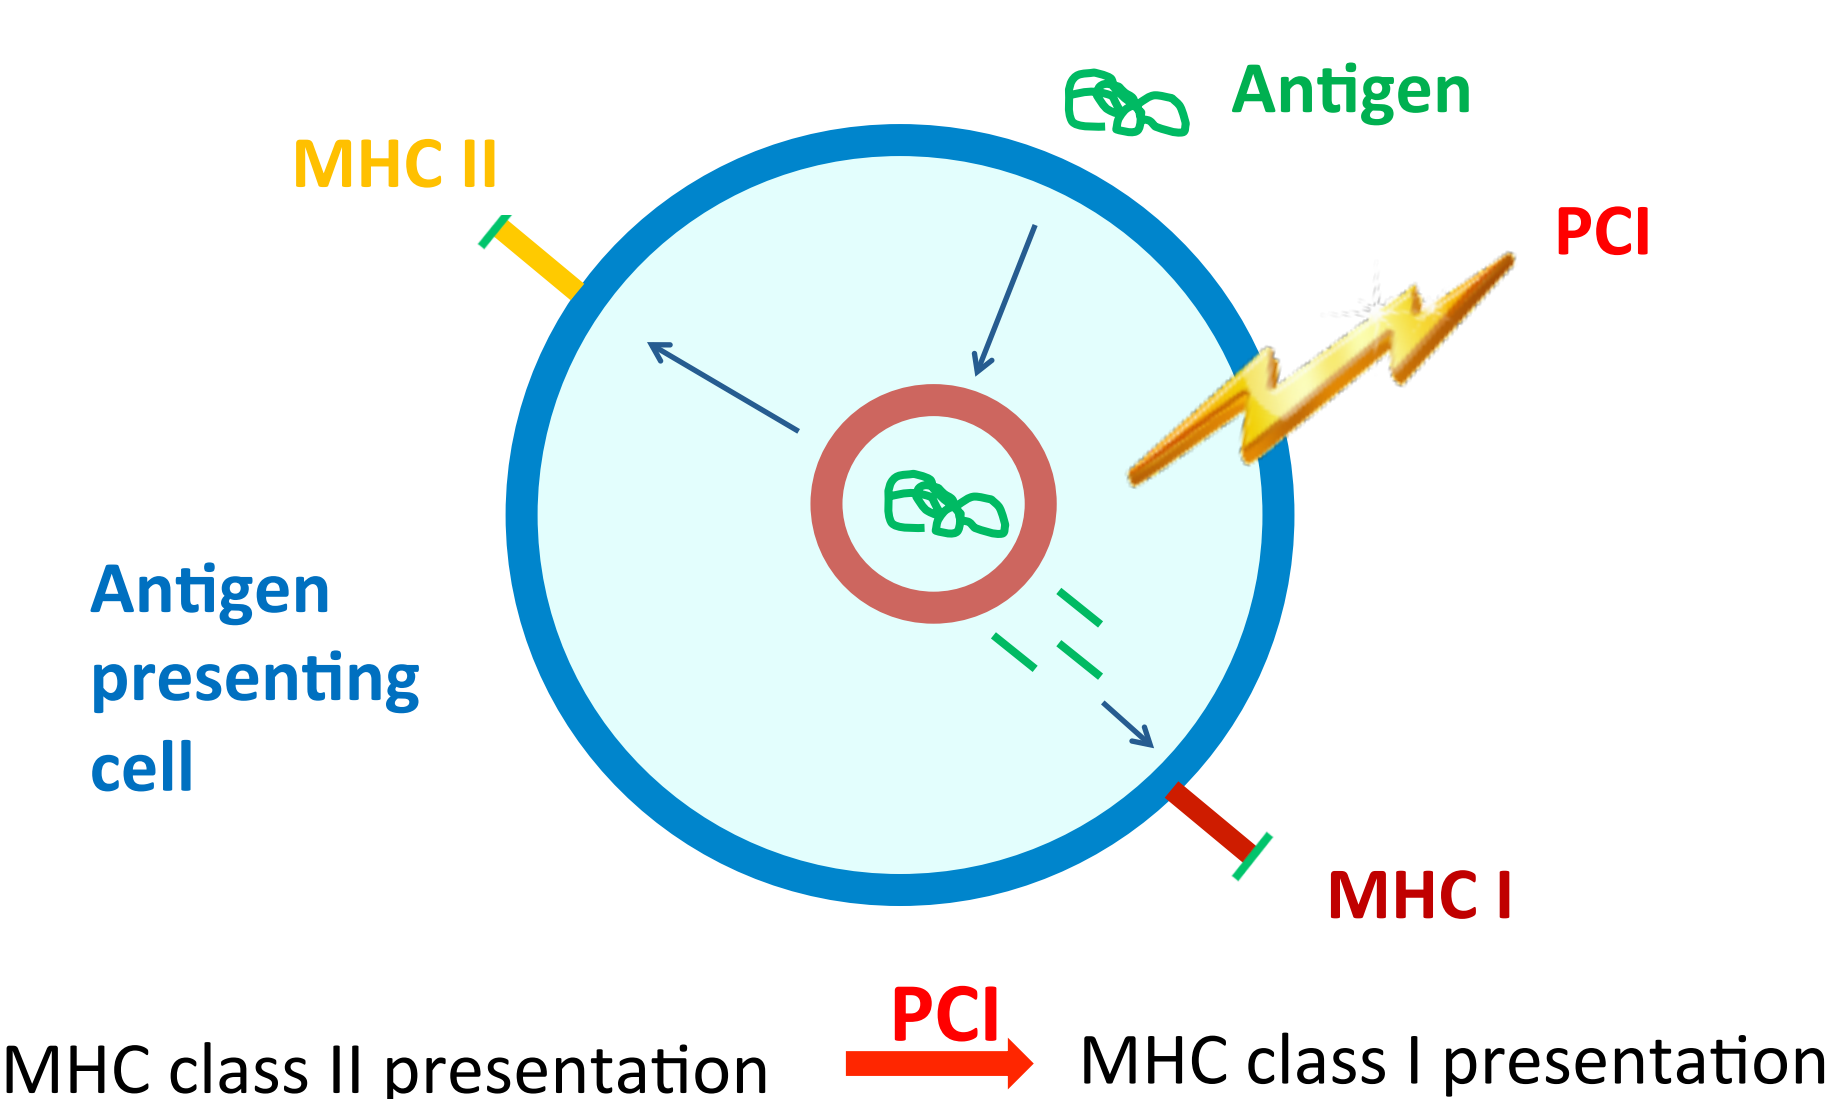 Antigen
MHC II
PCI
Antigen
presenting
cell
MHC I
PCI
MHC class II presentation
MHC class I presentation